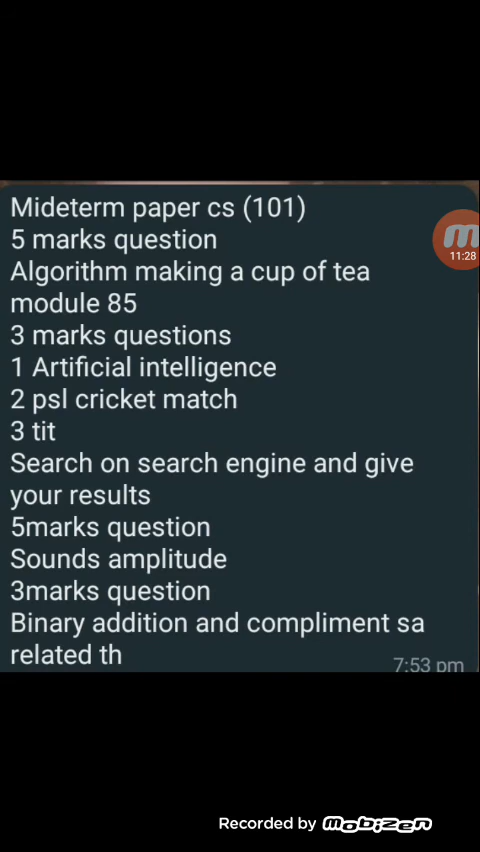 Mideterm paper cs (101)
5 marks question
Algorithm making a cup of tea
module 85
3 marks questions
1 Artificial intelligence
2 psl cricket match
3 tit
Search on search engine and give
your results
5marks question
Sounds amplitude
3marks question
Binary addition and compliment sa
related th
7:53 pm
m
11:28
Recorded by mobizen